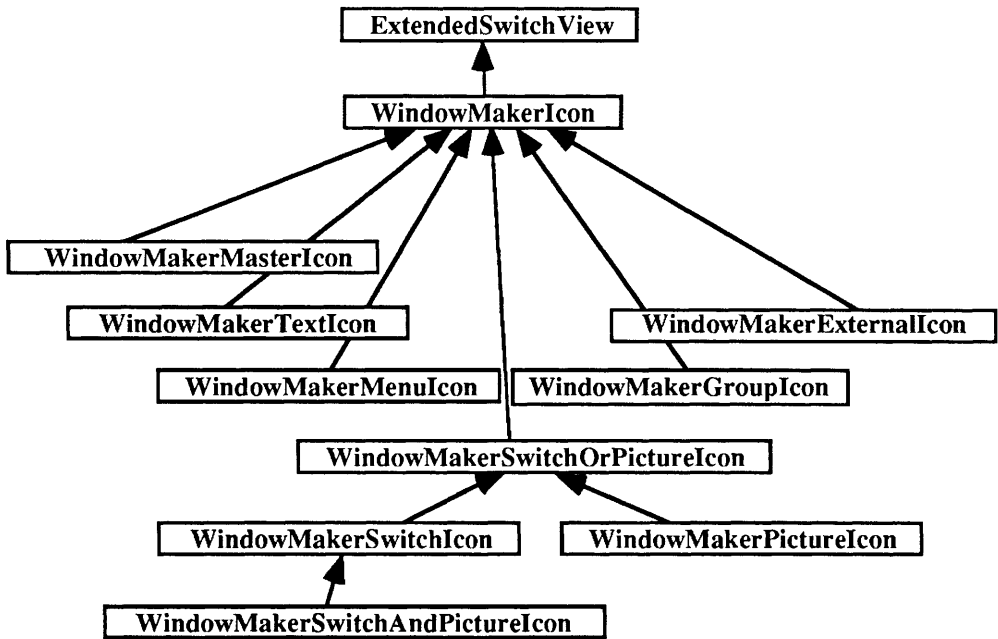 ExtendedSwitchView
WindowMakerIcon
WindowMakerMasterIcon
WindowMakerTextIcon
WindowMakerExternalIcon
WindowMakerMenuIcon
WindowMakerGroupIcon
WindowMakerSwitchOrPictureIcon
WindowMakerSwitchIcon
WindowMakerPictureIcon
WindowMakerSwitchAndPictureIcon